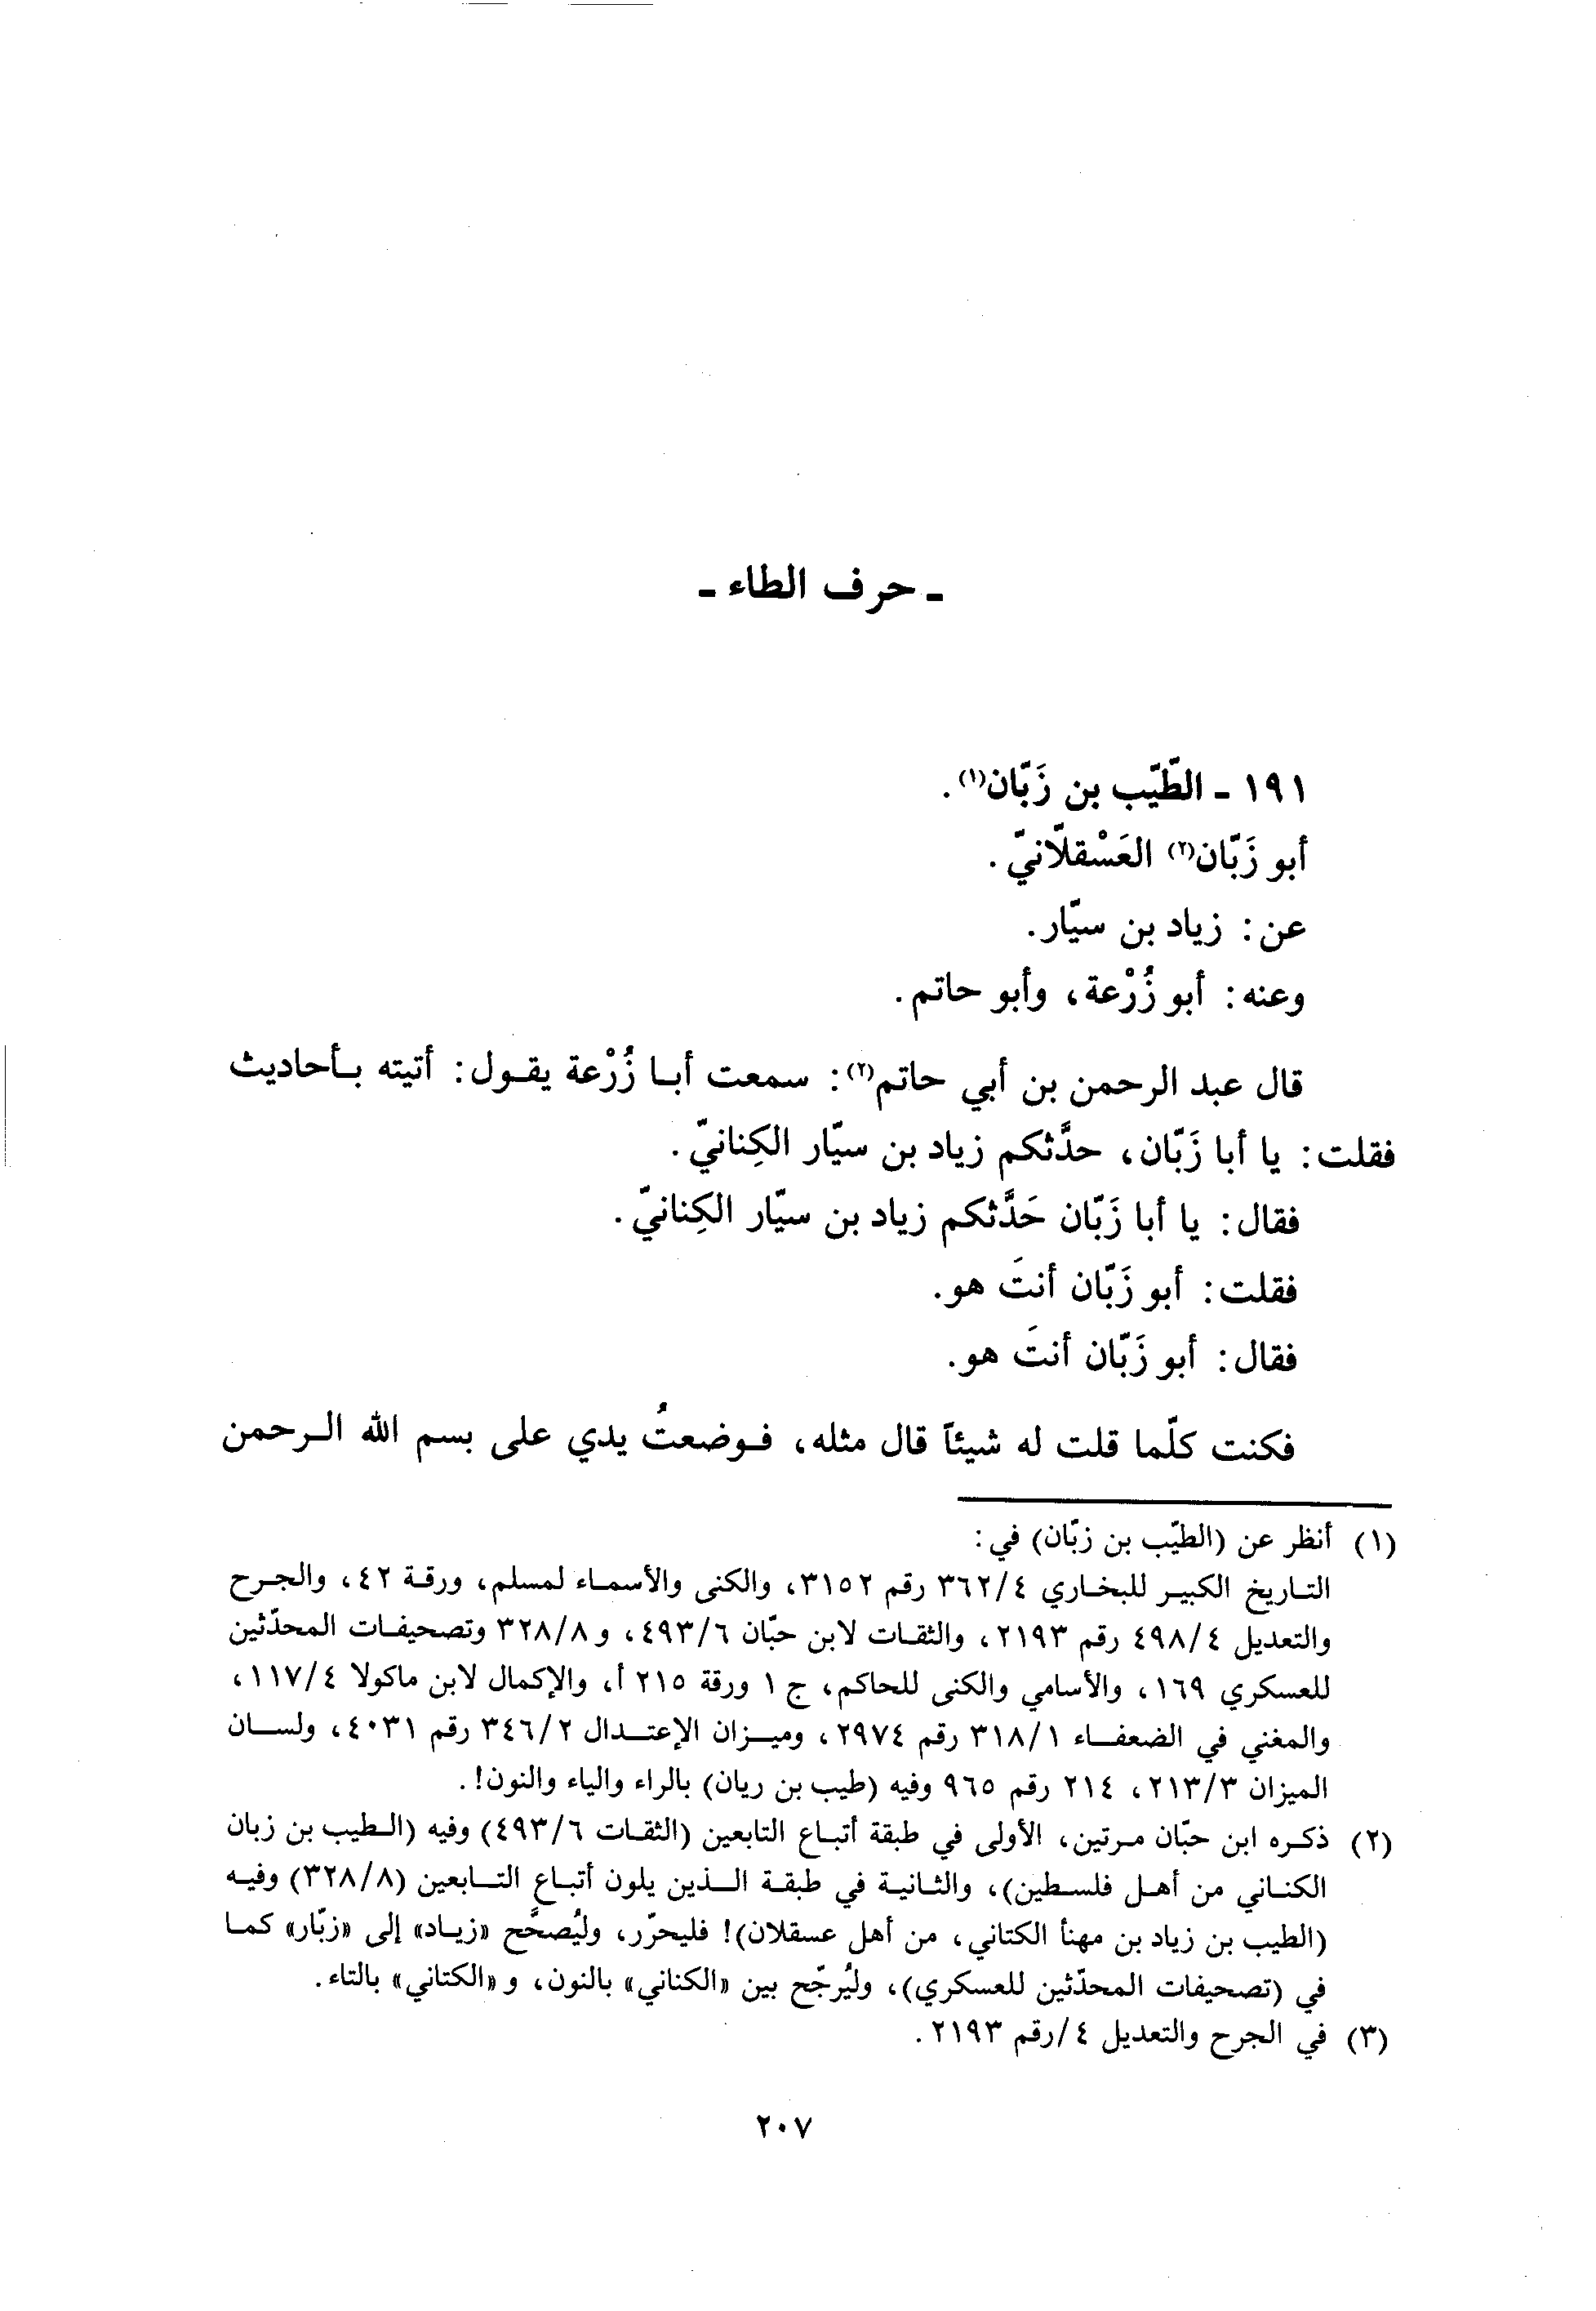 ـ حرف الطاء ـ
١٩١ ـ الطّيّب بن زَبّان(١).
أبو زَبّان(٢) العَسْقلّانيّ.
عن: زياد بن سيّار.
وعنه: أبو زُرْعة، وأبو حاتم.
قال عبد الرحمن بن أبي حاتم(٣): سمعت أبا زُرْعة يقول: أتيته بأحاديث
فقلت: يا أبا زَبّان، حدَّثكم زياد بن سيّار الكِنانيّ.
فقال: يا أبا زَبّان حَدَّثكم زياد بن سيّار الكِنانيّ.
فقلت: أبو زَبّان أنتَ هو.
فقال: أبو زَبّان أنتَ هو.
فكنت كلّما قلت له شيئاً قال مثله، فوضعتُ يدي على بسم الله الرحمن
(١) أنظر عن (الطيّب بن زبّان) في:
التاريخ الكبير للبخاري ٣٦٢/٤ رقم ٣١٥٢، والكنى والأسماء لمسلم، ورقة ٤٢، والجرح
والتعديل ٤٩٨/٤ رقم ٢١٩٣، والثقات لابن حبّان ٤٩٣/٦، و ٣٢٨/٨ وتصحيفات المحدّثين
للعسكري ١٦٩، والأسامي والكنى للحاكم، ج ١ ورقة ٢١٥ أ، والإكمال لابن ماكولا ١١٧/٤،
والمغني في الضعفاء ٣١٨/١ رقم ٢٩٧٤، وميزان الإعتدال ٣٤٦/٢ رقم ٤٠٣١، ولسان
الميزان ٢١٣/٣، ٢١٤ رقم ٩٦٥ وفيه (طيب بن ريان) بالراء والياء والنون!.
(٢) ذكره ابن حبّان مرتين، الأولى في طبقة أتباع التابعين (الثقات ٤٩٣/٦) وفيه (الطيب بن زبان
الكناني من أهل فلسطين)، والثانية في طبقة الذين يلون أتباع التابعين (٣٢٨/٨) وفيه
(الطيب بن زياد بن مهنأ الكتاني، من أهل عسقلان)! فليحرّر، وليُصحَّح «زياد» إلى «زبّار» كما
في (تصحيفات المحدّثين للعسكري)، وليُرجَّح بين «الكناني» بالنون، و «الكتاني» بالتاء.
(٣) في الجرح والتعديل ٤/رقم ٢١٩٣.
٢٠٧